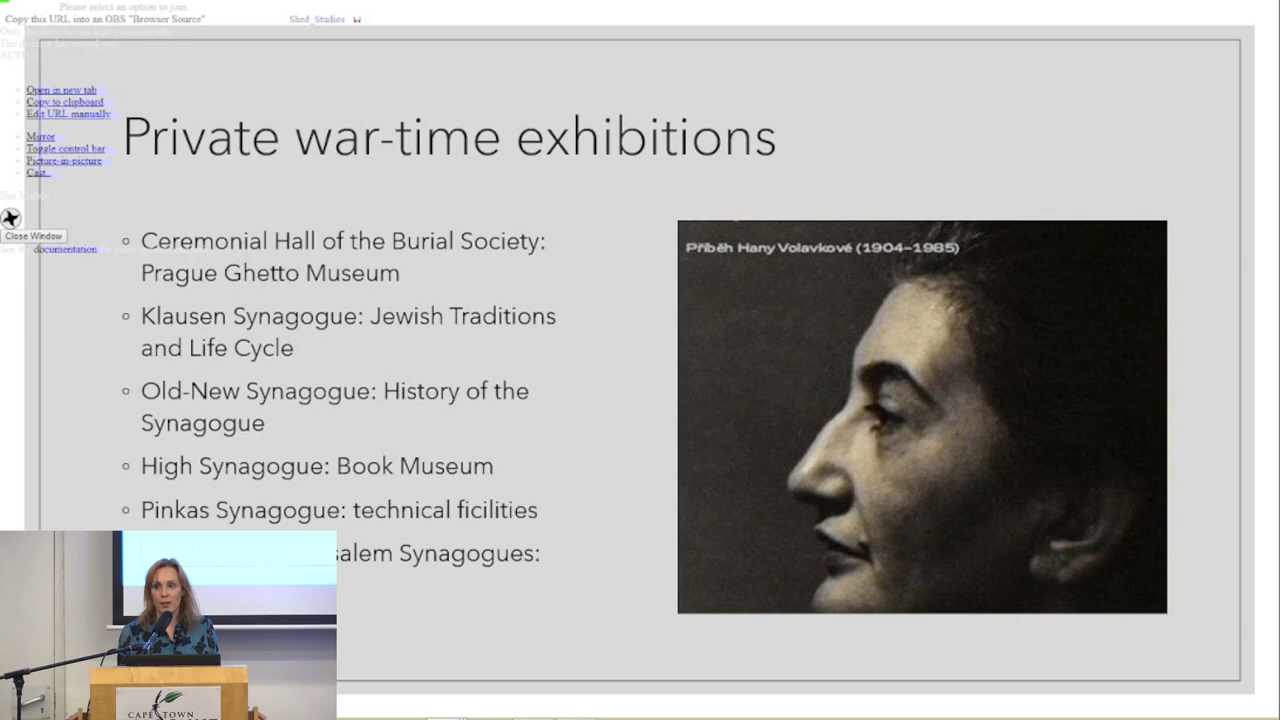 Please select an option to join.
Copy this URL into an OBS "Browser Source"
Shed_Studios
Open in new tab
Copy to clipboard
Edit URL manually
Mirror
Toggle control bar
Picture-in-picture
Cast..
Close Window
documentation
Private war-time exhibitions
Ceremonial Hall of the Burial Society:
Prague Ghetto Museum
Klausen Synagogue: Jewish Traditions
and Life Cycle
Old-New Synagogue: History of the
Synagogue
High Synagogue: Book Museum
Pinkas Synagogue: technical ficilities
Synagogues:
Příběh Hany Volavkové (1904–1985)
CAPE TOWN